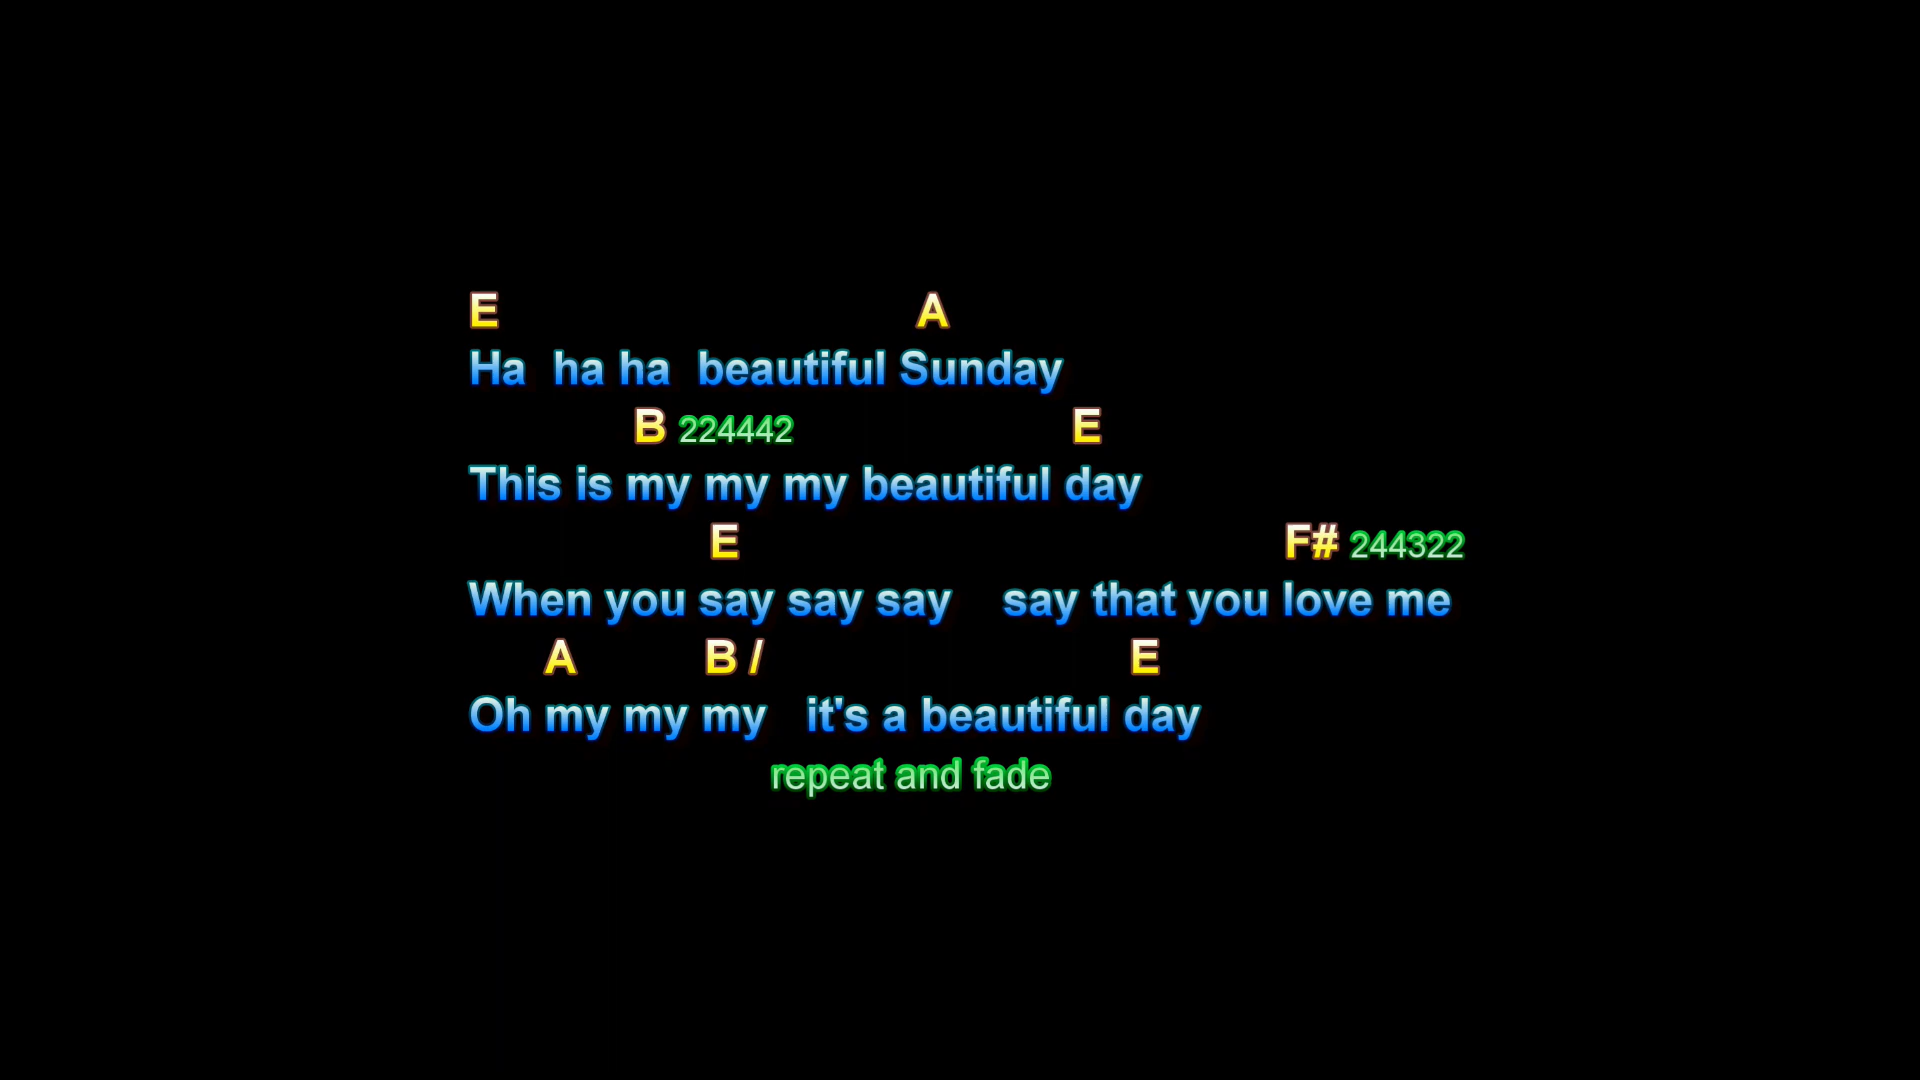 E A
Ha ha ha beautiful Sunday
B 224442 E
This is my my my beautiful day
E F# 244322
When you say say say say that you love me
A B / E
Oh my my my it's a beautiful day
repeat and fade